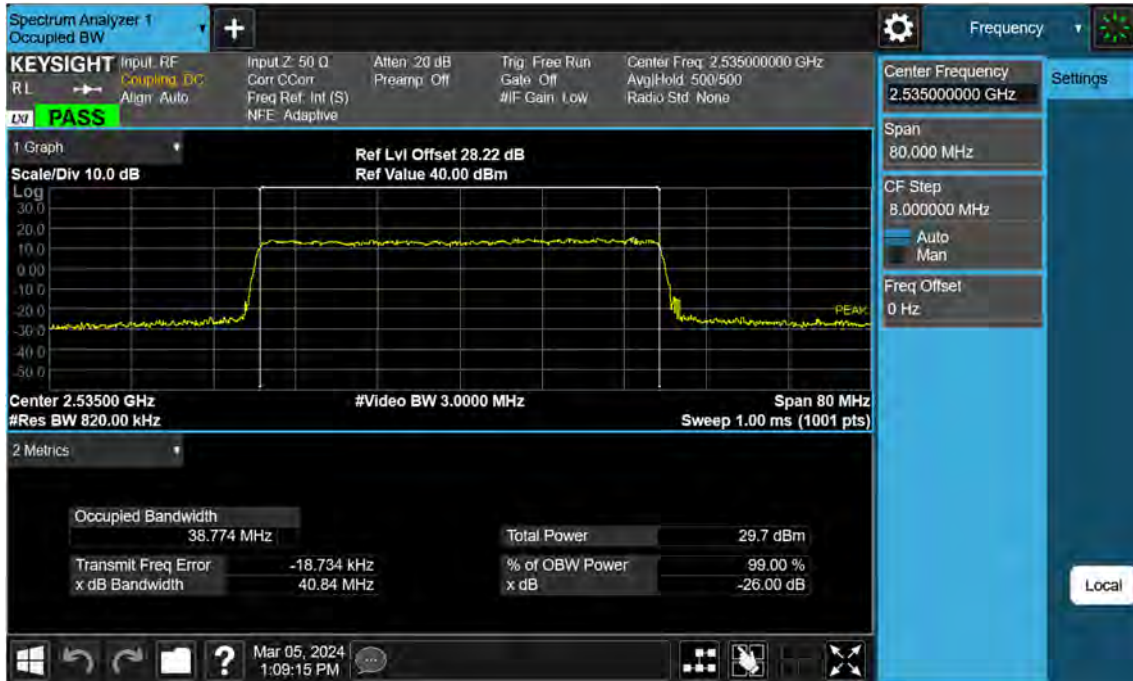 Spectrum Analyzer 1
Occupied BW
+
Frequency
KEYSIGHT
RL
LXI
PASS
Input: RF
Coupling: DC
Align: Auto
Input Z: 50 Ω
Corr CCorr
Freq Ref: Int (S)
NFE: Adaptive
Atten: 20 dB
Preamp: Off
Trig: Free Run
Gate: Off
#IF Gain: Low
Center Freq: 2.535000000 GHz
Avg|Hold: 500/500
Radio Std: None
Center Frequency
2.535000000 GHz
Settings
Span
80.000 MHz
CF Step
8.000000 MHz
Auto
Man
Freq Offset
0 Hz
1 Graph
Scale/Div 10.0 dB
Ref Lvl Offset 28.22 dB
Ref Value 40.00 dBm
Log
30.0
20.0
10.0
0.00
-10.0
-20.0
-30.0
-40.0
-50.0
PEAK
Center 2.53500 GHz
#Video BW 3.0000 MHz
Span 80 MHz
#Res BW 820.00 kHz
Sweep 1.00 ms (1001 pts)
2 Metrics
Occupied Bandwidth
38.774 MHz
Total Power 29.7 dBm
Transmit Freq Error -18.734 kHz
% of OBW Power 99.00 %
x dB Bandwidth 40.84 MHz
x dB -26.00 dB
Local
?
Mar 05, 2024
1:09:15 PM